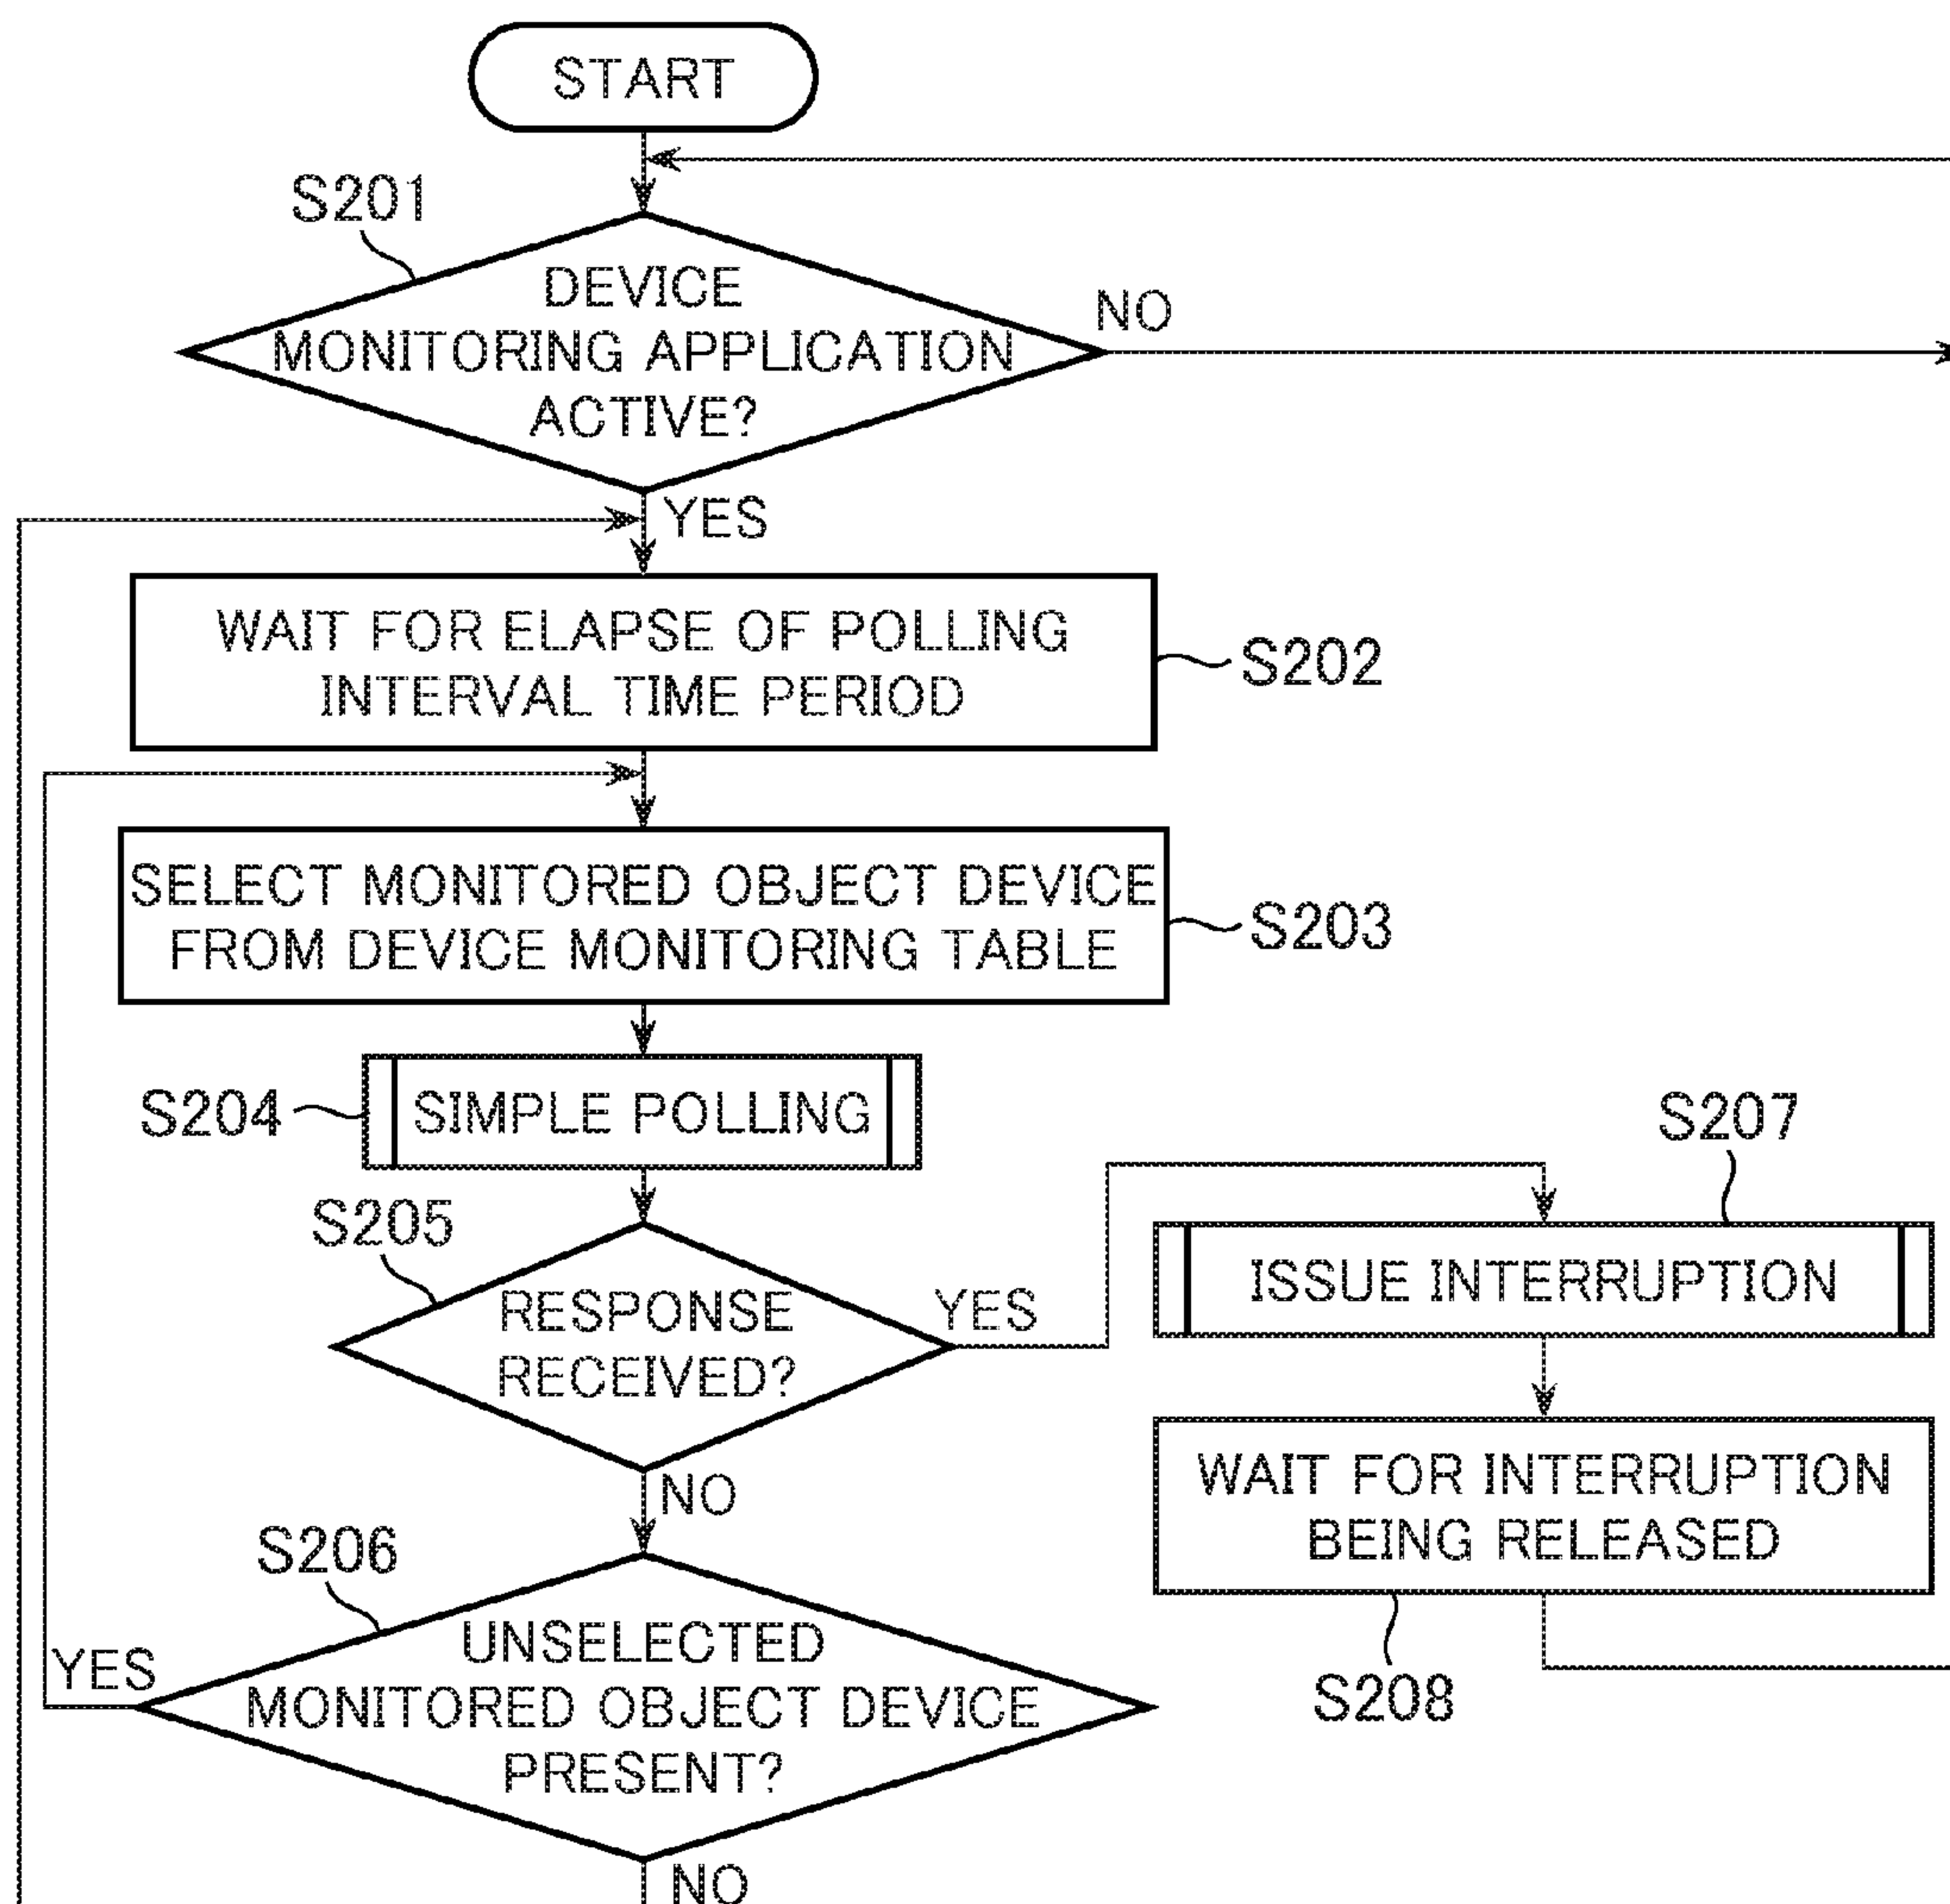 START
S201
DEVICE
MONITORING APPLICATION
ACTIVE?
NO
YES
WAIT FOR ELAPSE OF POLLING
INTERVAL TIME PERIOD
S202
SELECT MONITORED OBJECT DEVICE
FROM DEVICE MONITORING TABLE
S203
S204
SIMPLE POLLING
S205
RESPONSE
RECEIVED?
YES
NO
S207
ISSUE INTERRUPTION
WAIT FOR INTERRUPTION
BEING RELEASED
S208
S206
UNSELECTED
MONITORED OBJECT DEVICE
PRESENT?
YES
NO